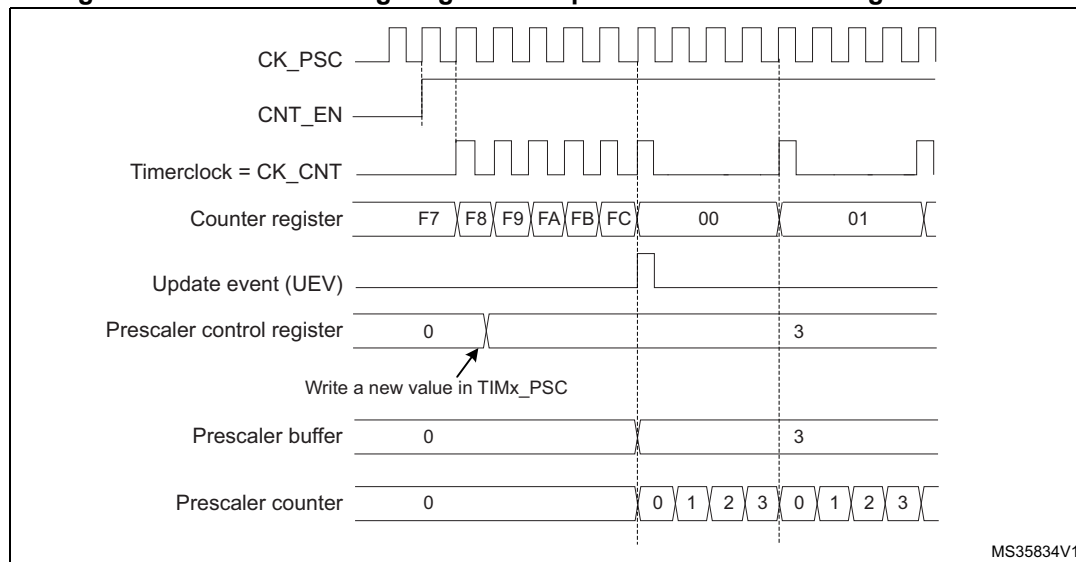 CK_PSC
CNT_EN
Timerclock = CK_CNT
Counter register F7 F8 F9 FA FB FC 00 01
Update event (UEV)
Prescaler control register 0 3
Write a new value in TIMx_PSC
Prescaler buffer 0 3
Prescaler counter 0 0 1 2 3 0 1 2 3
MS35834V1